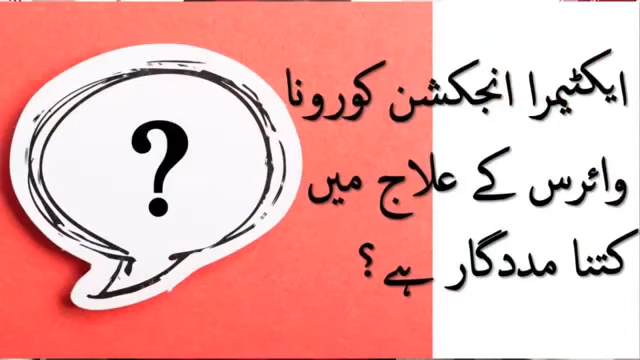 ایکٹیمرا انجکشن کورونا
وائرس کے علاج میں
کتنا مددگار ہے؟
?